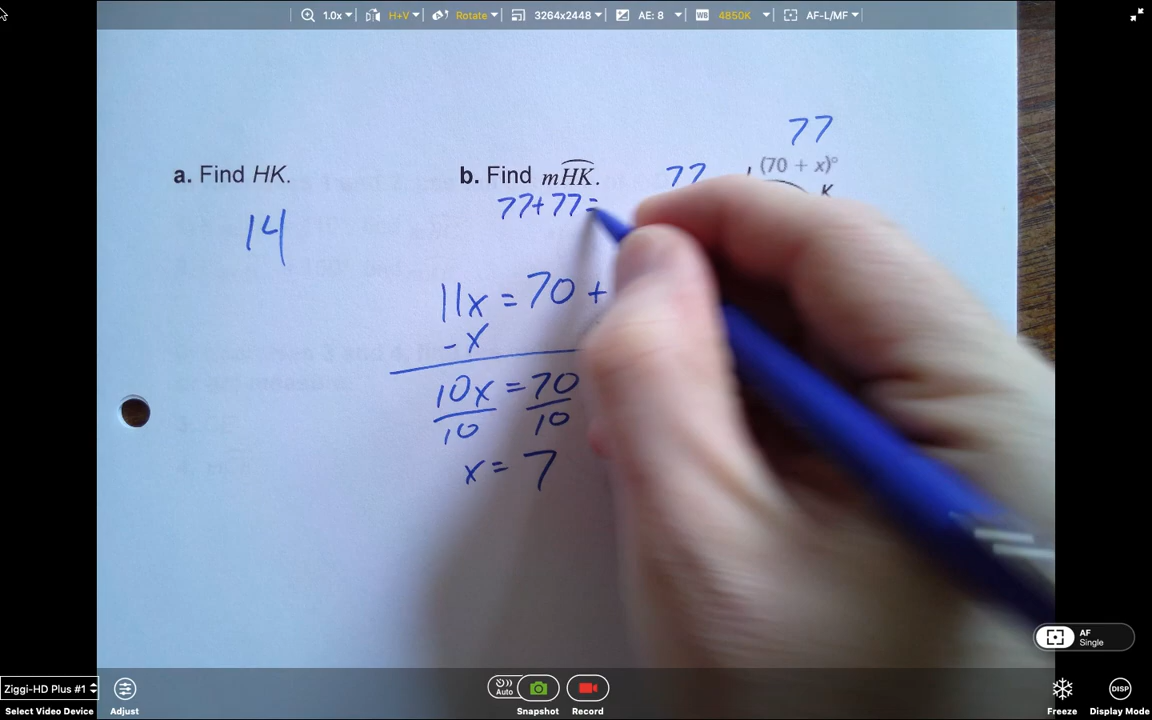 1.0x H+V Rotate 3264x2448 AE: 8 WB 4850K AF-L/MF
77
(70 + x)°
a. Find HK. b. Find mHK. 77
K
77+77=
14
11x = 70 +
- x
10x = 70
10 10
x = 7
AF
Single
Ziggi-HD Plus #1 Auto DISP
Select Video Device Adjust Snapshot Record Freeze Display Mode